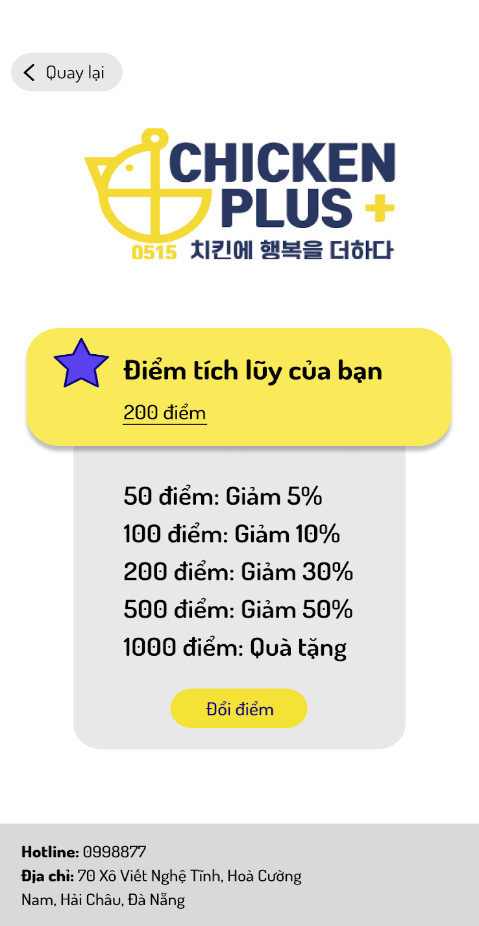 Quay lại
CHICKEN
PLUS +
0515 치킨에 행복을 더하다
Điểm tích lũy của bạn
200 điểm
50 điểm: Giảm 5%
100 điểm: Giảm 10%
200 điểm: Giảm 30%
500 điểm: Giảm 50%
1000 điểm: Quà tặng
Đổi điểm
Hotline: 0998877
Địa chỉ: 70 Xô Viết Nghệ Tĩnh, Hoà Cường
Nam, Hải Châu, Đà Nẵng